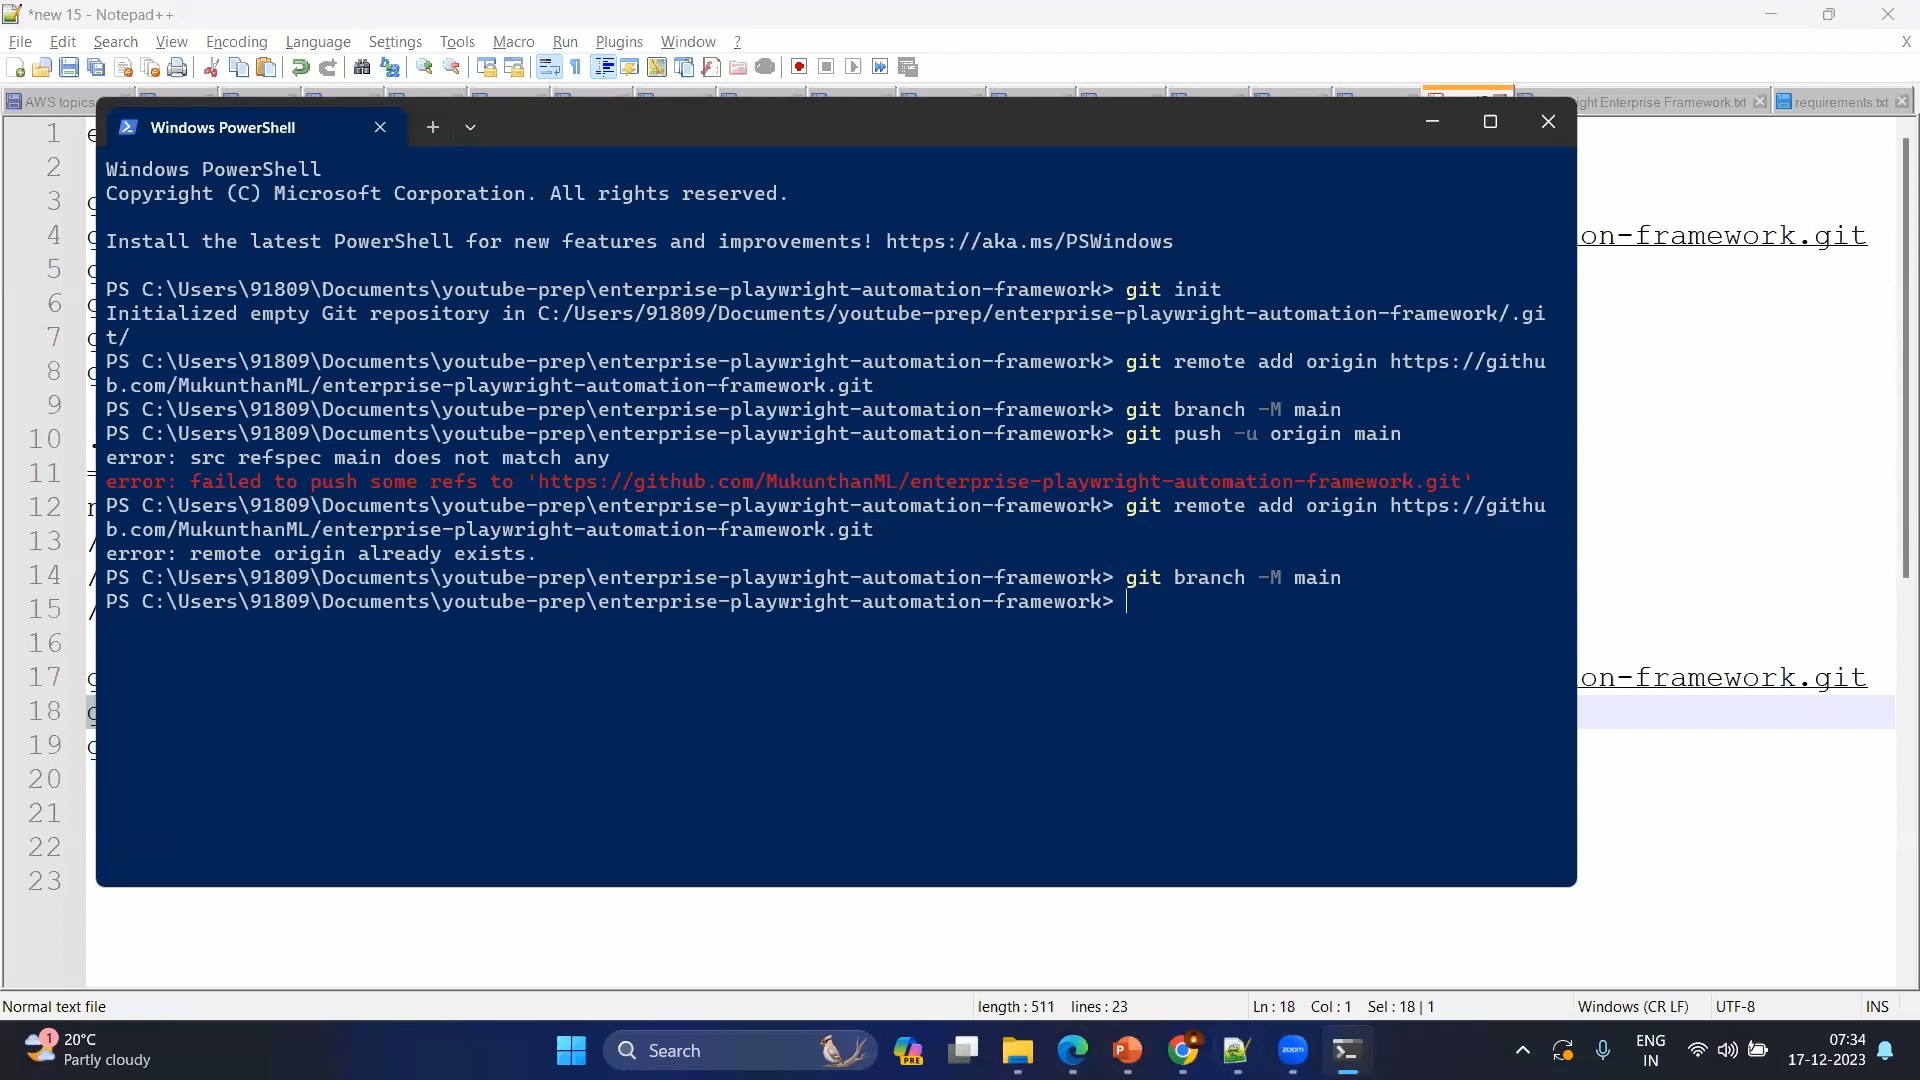 *new 15 - Notepad++
File Edit Search View Encoding Language Settings Tools Macro Run Plugins Window ? X
AWS topics
ght Enterprise Framework.txt
requirements.txt
Windows PowerShell
Windows PowerShell
Copyright (C) Microsoft Corporation. All rights reserved.
Install the latest PowerShell for new features and improvements! https://aka.ms/PSWindows
PS C:\Users\91809\Documents\youtube-prep\enterprise-playwright-automation-framework> git init
Initialized empty Git repository in C:/Users/91809/Documents/youtube-prep/enterprise-playwright-automation-framework/.gi
t/
PS C:\Users\91809\Documents\youtube-prep\enterprise-playwright-automation-framework> git remote add origin https://githu
b.com/MukunthanML/enterprise-playwright-automation-framework.git
PS C:\Users\91809\Documents\youtube-prep\enterprise-playwright-automation-framework> git branch -M main
PS C:\Users\91809\Documents\youtube-prep\enterprise-playwright-automation-framework> git push -u origin main
error: src refspec main does not match any
error: failed to push some refs to 'https://github.com/MukunthanML/enterprise-playwright-automation-framework.git'
PS C:\Users\91809\Documents\youtube-prep\enterprise-playwright-automation-framework> git remote add origin https://githu
b.com/MukunthanML/enterprise-playwright-automation-framework.git
error: remote origin already exists.
PS C:\Users\91809\Documents\youtube-prep\enterprise-playwright-automation-framework> git branch -M main
PS C:\Users\91809\Documents\youtube-prep\enterprise-playwright-automation-framework>
1
2
3
4 on-framework.git
5
6
7
8
9
10
11
12
13
14
15
16
17 on-framework.git
18
19
20
21
22
23
Normal text file length : 511 lines : 23 Ln : 18 Col : 1 Sel : 18 | 1 Windows (CR LF) UTF-8 INS
1
20°C
Partly cloudy
Search
PRE
zoom
ENG
IN
07:34
17-12-2023